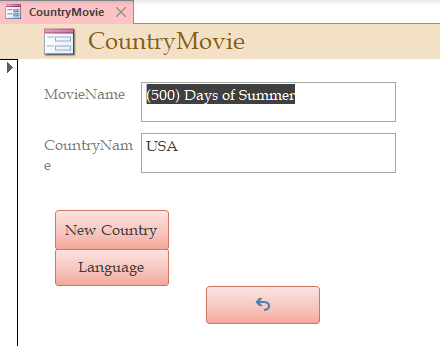 CountryMovie
CountryMovie
MovieName
(500) Days of Summer
CountryNam
e
USA
New Country
Language